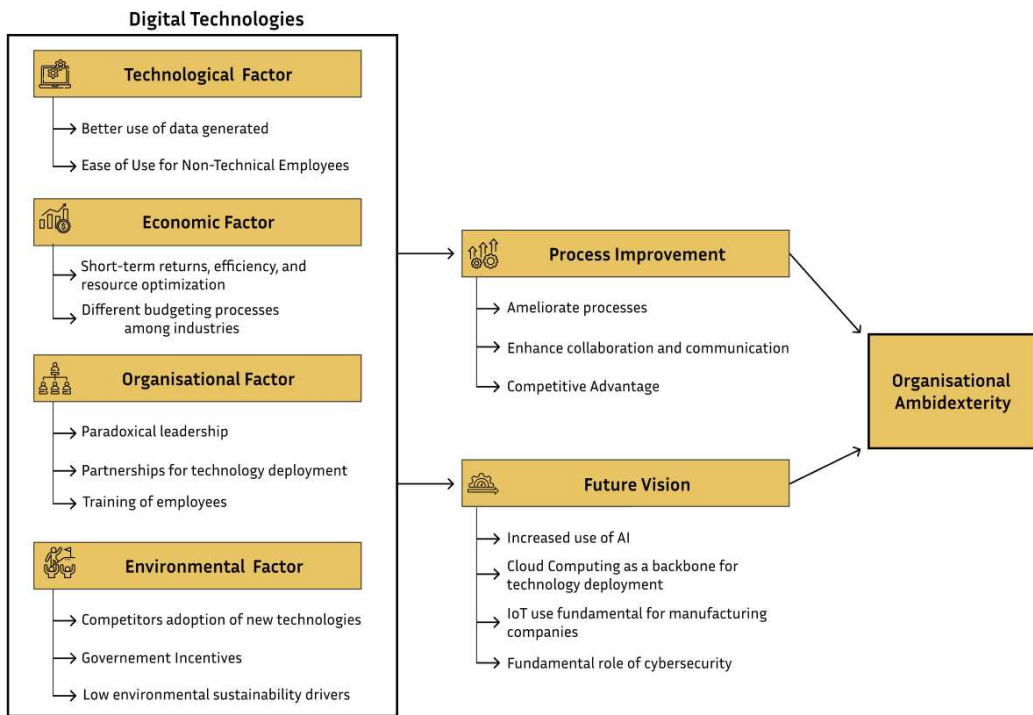 Digital Technologies
Technological Factor
Better use of data generated
Ease of Use for Non-Technical Employees
Economic Factor
Short-term returns, efficiency, and
resource optimization
Different budgeting processes
among industries
Organisational Factor
Paradoxical leadership
Partnerships for technology deployment
Training of employees
Environmental Factor
Competitors adoption of new technologies
Governement Incentives
Low environmental sustainability drivers
Process Improvement
Ameliorate processes
Enhance collaboration and communication
Competitive Advantage
Future Vision
Increased use of AI
Cloud Computing as a backbone for
technology deployment
IoT use fundamental for manufacturing
companies
Fundamental role of cybersecurity
Organisational
Ambidexterity